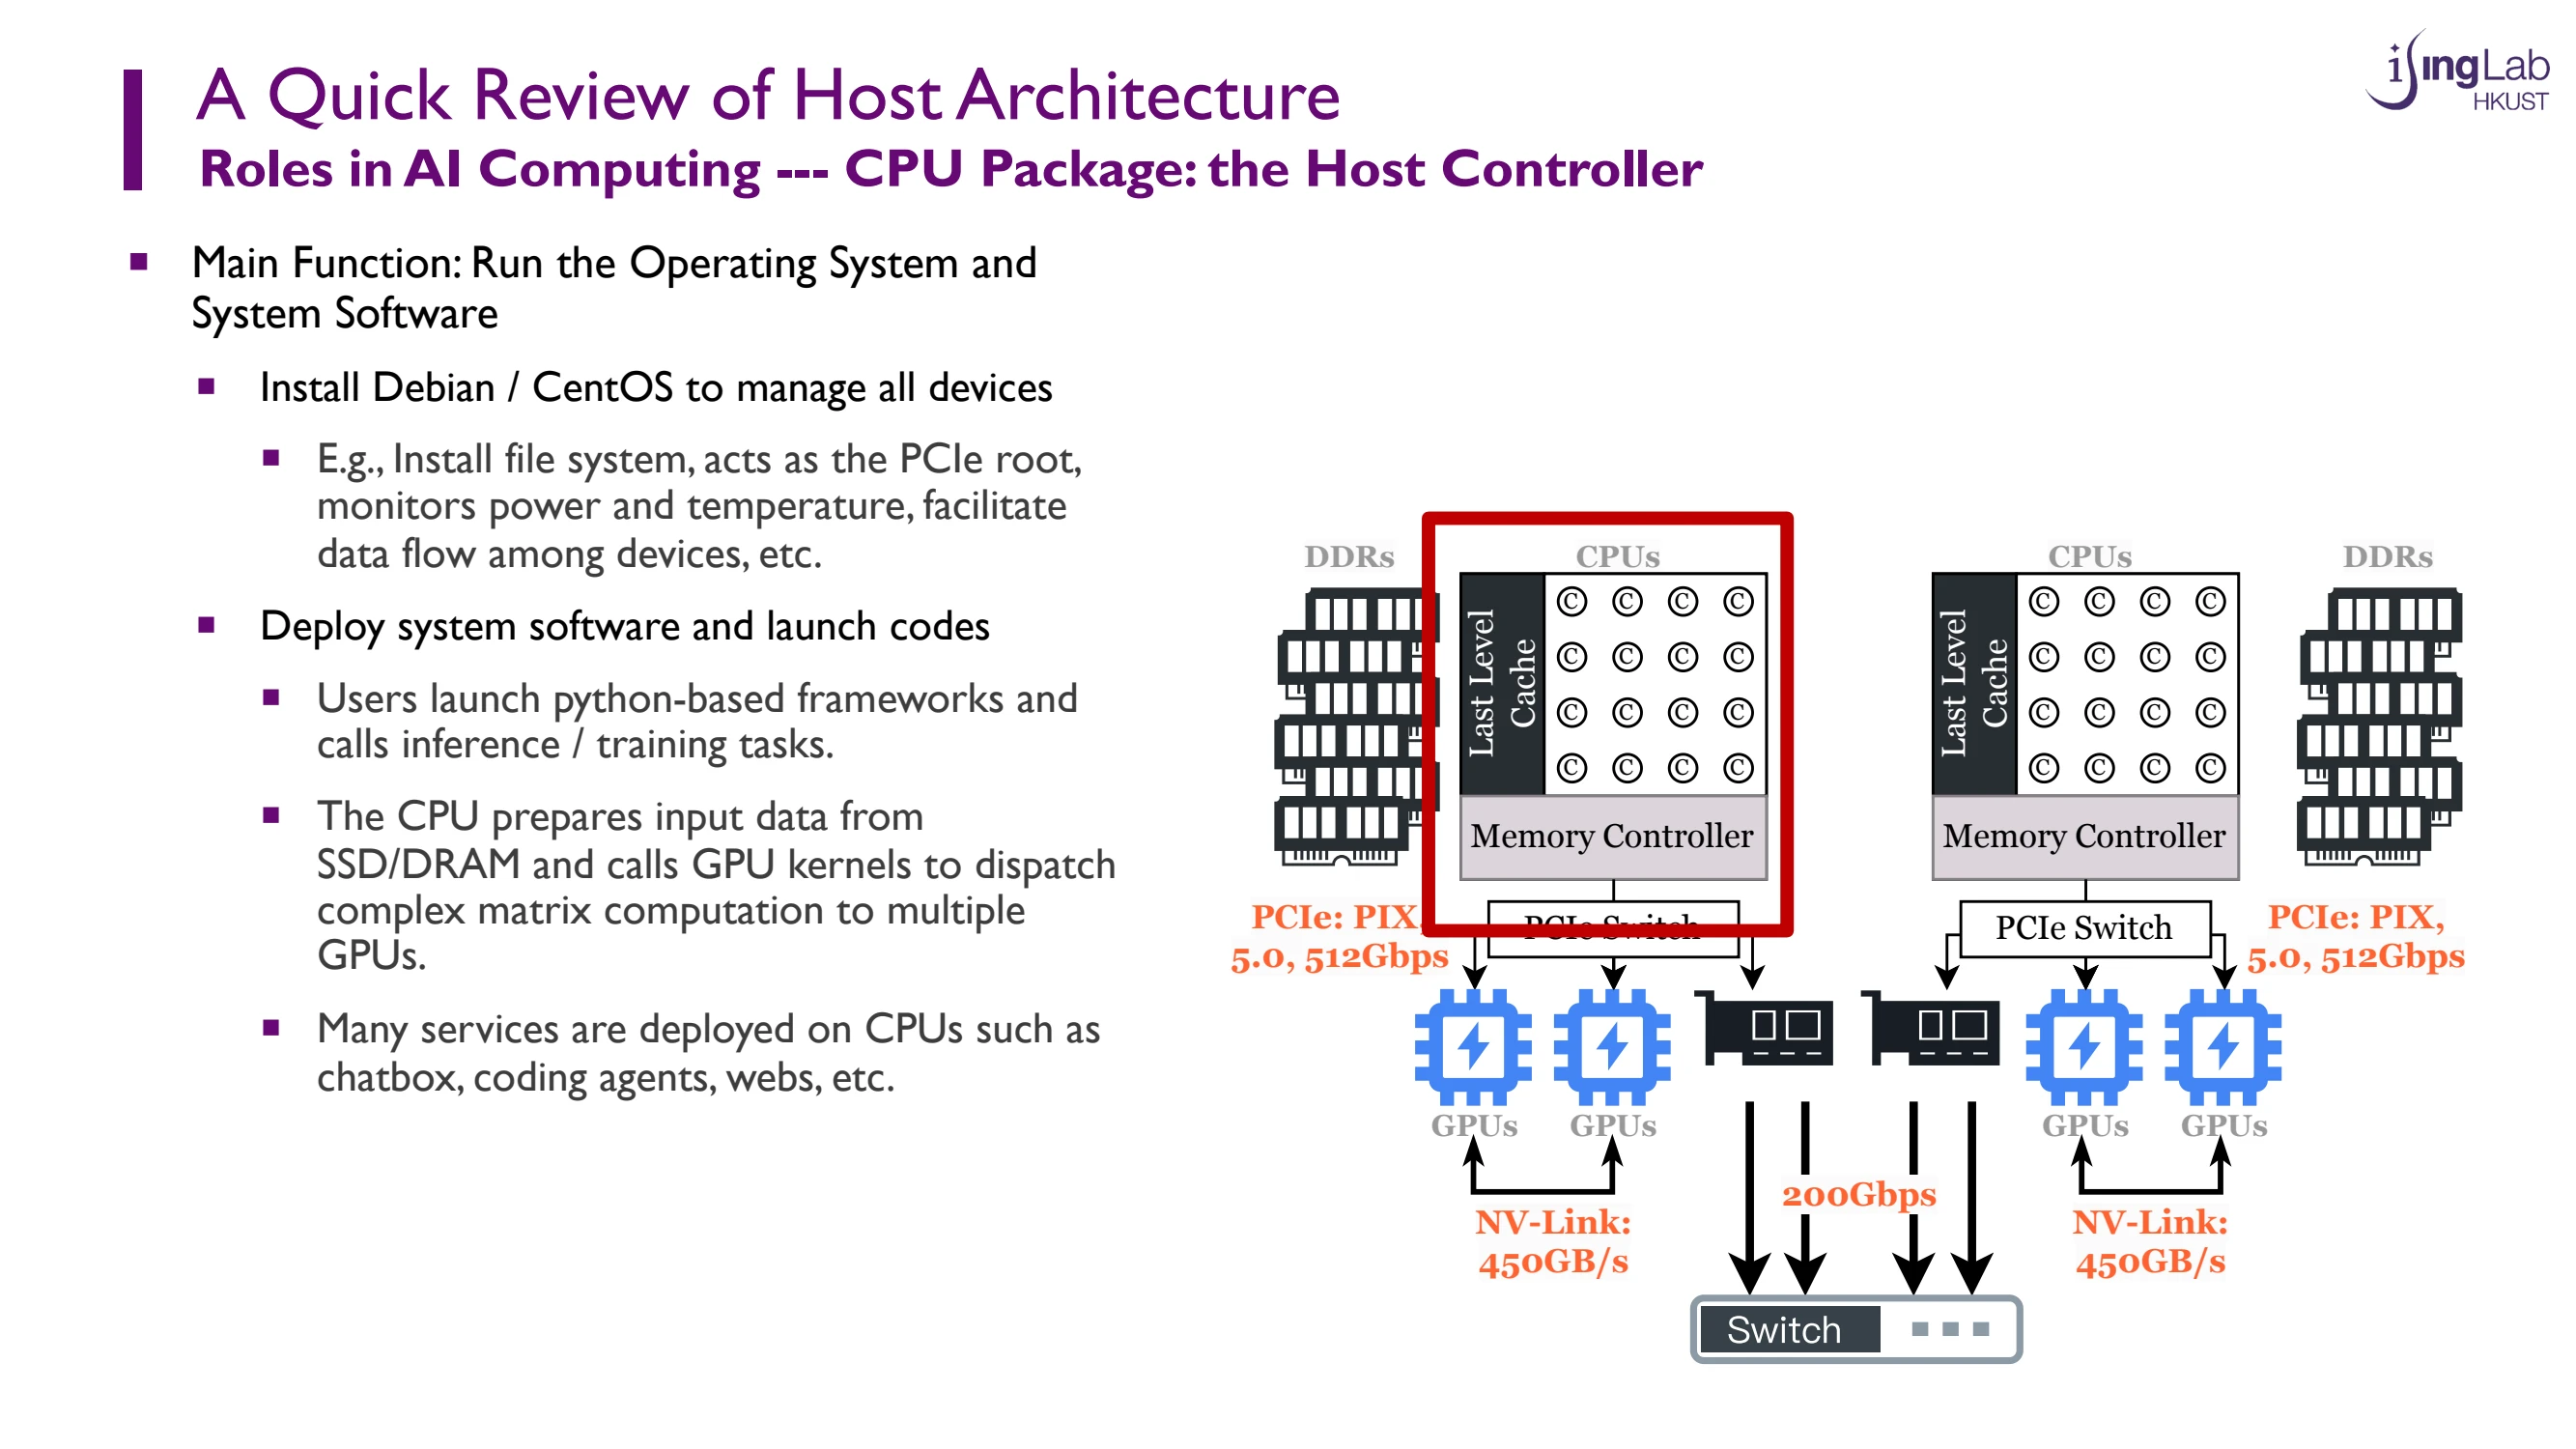 A Quick Review of Host Architecture
Roles in AI Computing --- CPU Package: the Host Controller
isingLab
HKUST
Main Function: Run the Operating System and
System Software
Install Debian / CentOS to manage all devices
E.g., Install file system, acts as the PCIe root,
monitors power and temperature, facilitate
data flow among devices, etc.
Deploy system software and launch codes
Users launch python-based frameworks and
calls inference / training tasks.
The CPU prepares input data from
SSD/DRAM and calls GPU kernels to dispatch
complex matrix computation to multiple
GPUs.
Many services are deployed on CPUs such as
chatbox, coding agents, webs, etc.
DDRs
CPUs
Last Level
Cache
© © © ©
© © © ©
© © © ©
© © © ©
Memory Controller
PCIe Switch
PCIe: PIX,
5.0, 512Gbps
GPUs
GPUs
NV-Link:
450GB/s
CPUs
DDRs
Last Level
Cache
© © © ©
© © © ©
© © © ©
© © © ©
Memory Controller
PCIe Switch
PCIe: PIX,
5.0, 512Gbps
GPUs
GPUs
NV-Link:
450GB/s
200Gbps
Switch